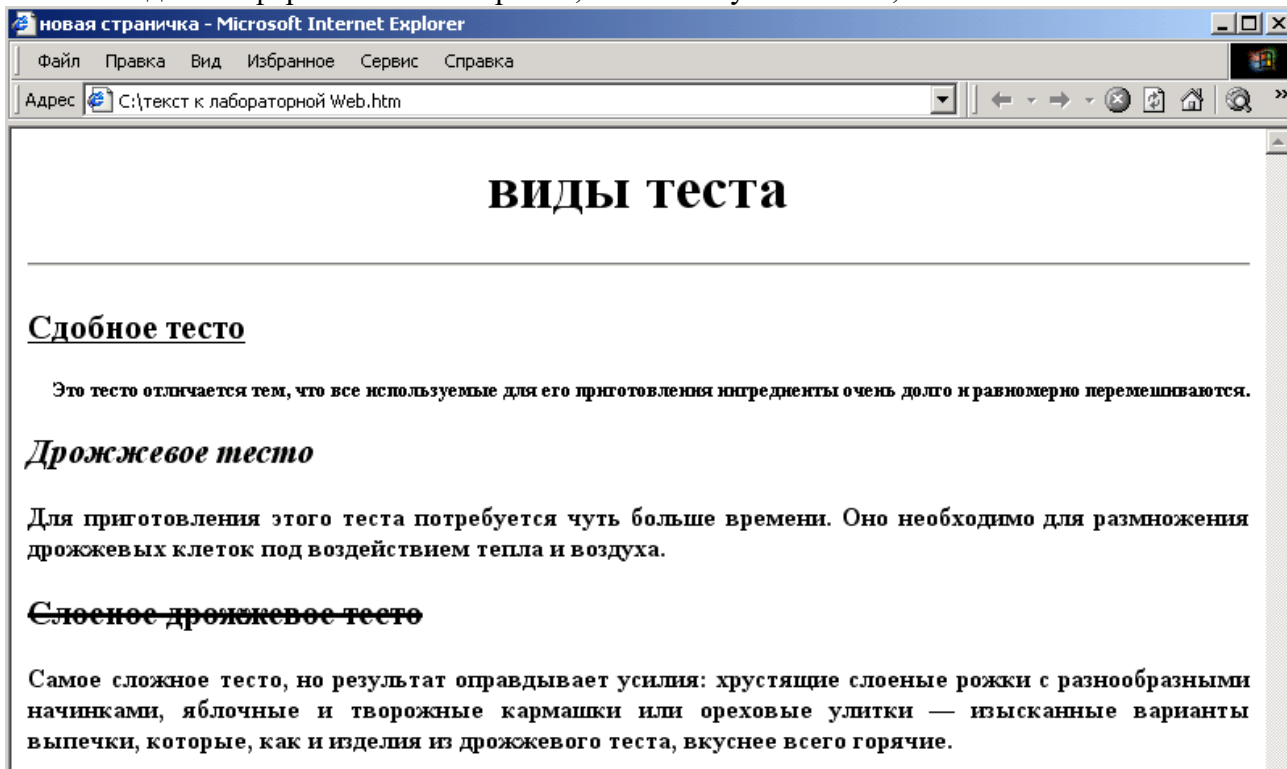 новая страничка - Microsoft Internet Explorer
Файл Правка Вид Избранное Сервис Справка
Адрес C:\текст к лабораторной Web.htm
виды теста
Сдобное тесто
Это тесто отличается тем, что все используемые для его приготовления ингредиенты очень долго и равномерно перемешиваются.
Дрожжевое тесто
Для приготовления этого теста потребуется чуть больше времени. Оно необходимо для размножения
дрожжевых клеток под воздействием тепла и воздуха.
Слоеное дрожжевое тесто
Самое сложное тесто, но результат оправдывает усилия: хрустящие слоеные рожки с разнообразными
начинками, яблочные и творожные кармашки или ореховые улитки — изысканные варианты
выпечки, которые, как и изделия из дрожжевого теста, вкуснее всего горячие.